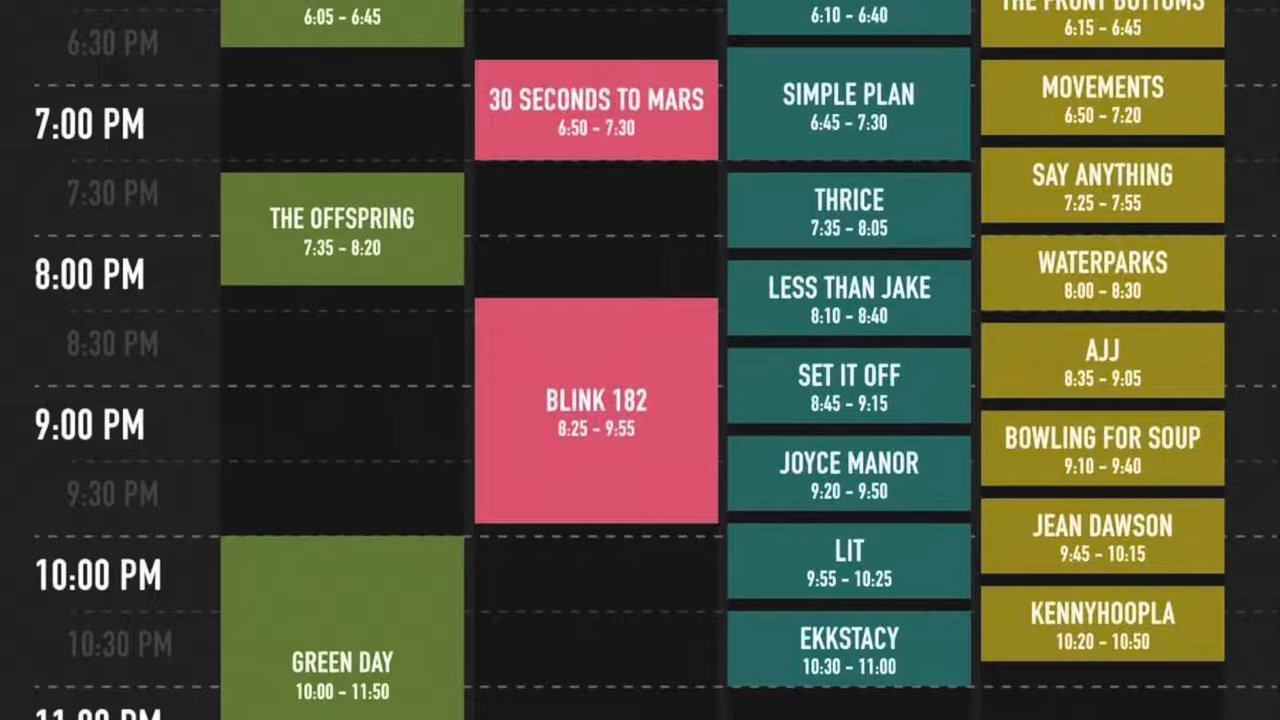 6:30 PM
7:00 PM
7:30 PM
8:00 PM
8:30 PM
9:00 PM
9:30 PM
10:00 PM
10:30 PM
11:00 PM
6:05 – 6:45
THE OFFSPRING
7:35 – 8:20
GREEN DAY
10:00 – 11:50
30 SECONDS TO MARS
6:50 – 7:30
BLINK 182
8:25 – 9:55
6:10 – 6:40
SIMPLE PLAN
6:45 – 7:30
THRICE
7:35 – 8:05
LESS THAN JAKE
8:10 – 8:40
SET IT OFF
8:45 – 9:15
JOYCE MANOR
9:20 – 9:50
LIT
9:55 – 10:25
EKKSTACY
10:30 – 11:00
THE FRONT BOTTOMS
6:15 – 6:45
MOVEMENTS
6:50 – 7:20
SAY ANYTHING
7:25 – 7:55
WATERPARKS
8:00 – 8:30
AJJ
8:35 – 9:05
BOWLING FOR SOUP
9:10 – 9:40
JEAN DAWSON
9:45 – 10:15
KENNYHOOPLA
10:20 – 10:50